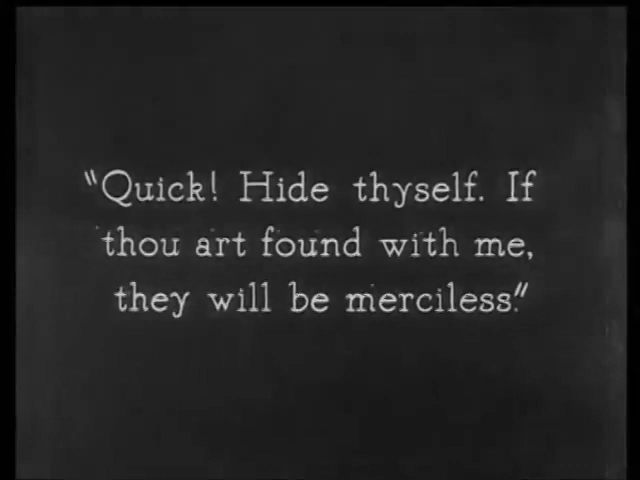 "Quick! Hide thyself. If
thou art found with me,
they will be merciless."